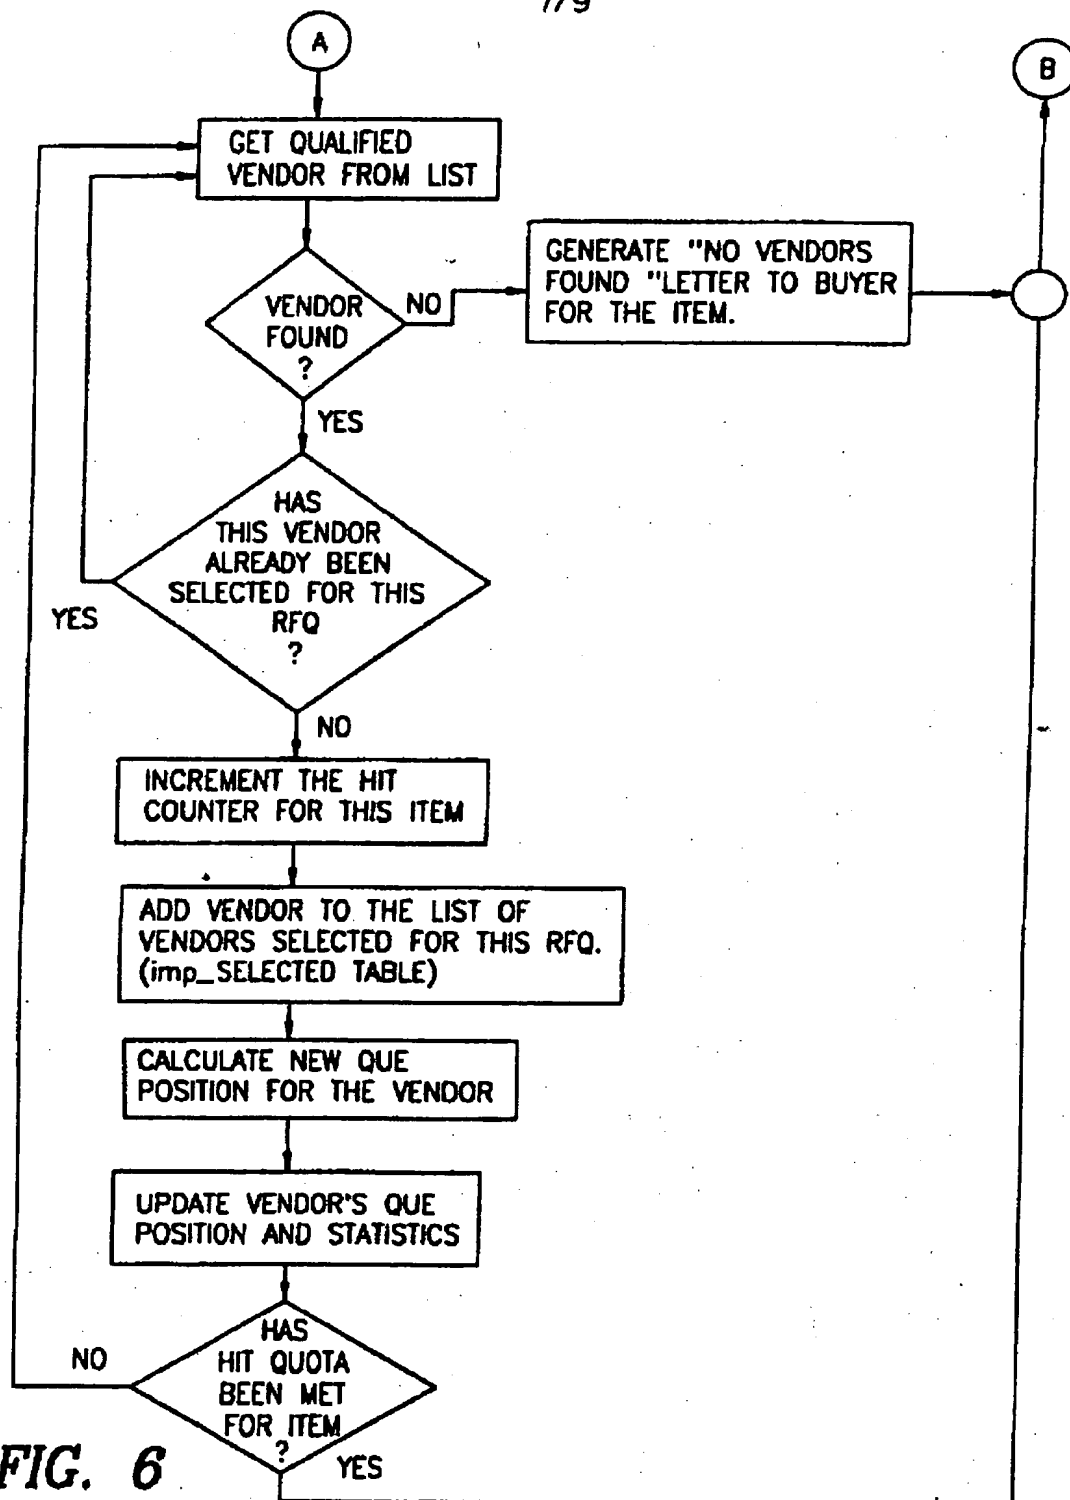 7/9
A
B
GET QUALIFIED
VENDOR FROM LIST
GENERATE "NO VENDORS
FOUND "LETTER TO BUYER
FOR THE ITEM.
VENDOR
FOUND
?
NO
YES
HAS
THIS VENDOR
ALREADY BEEN
SELECTED FOR THIS
RFQ
?
YES
NO
INCREMENT THE HIT
COUNTER FOR THIS ITEM
ADD VENDOR TO THE LIST OF
VENDORS SELECTED FOR THIS RFQ.
(imp_SELECTED TABLE)
CALCULATE NEW QUE
POSITION FOR THE VENDOR
UPDATE VENDOR'S QUE
POSITION AND STATISTICS
HAS
HIT QUOTA
BEEN MET
FOR ITEM
?
NO
YES
FIG. 6